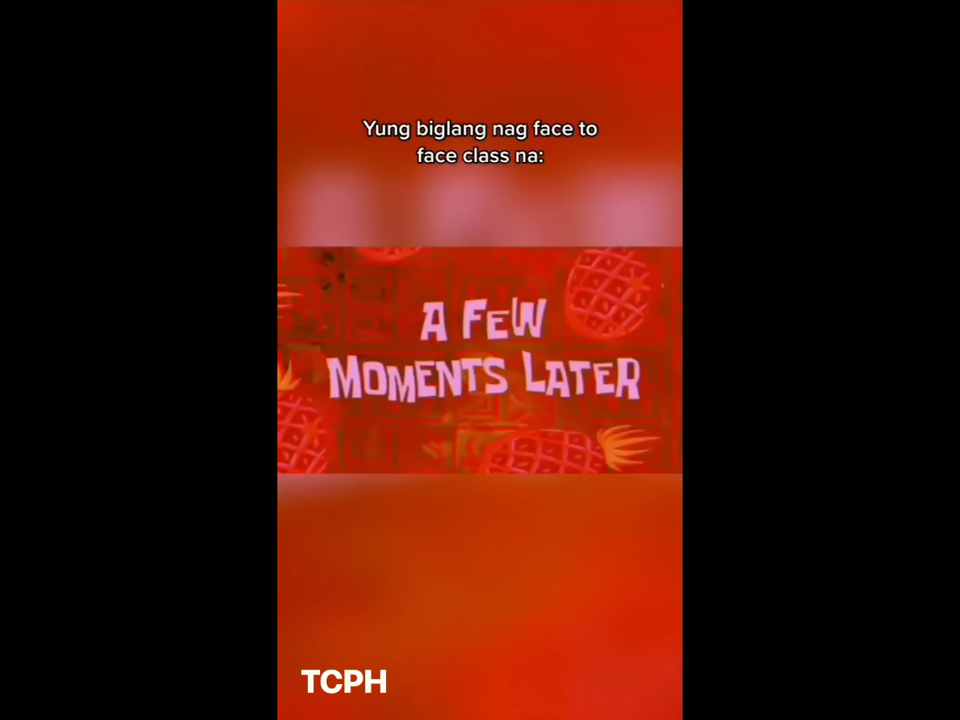 Yung biglang nag face to
face class na:
A FEW
MOMENTS LATER
TCPH